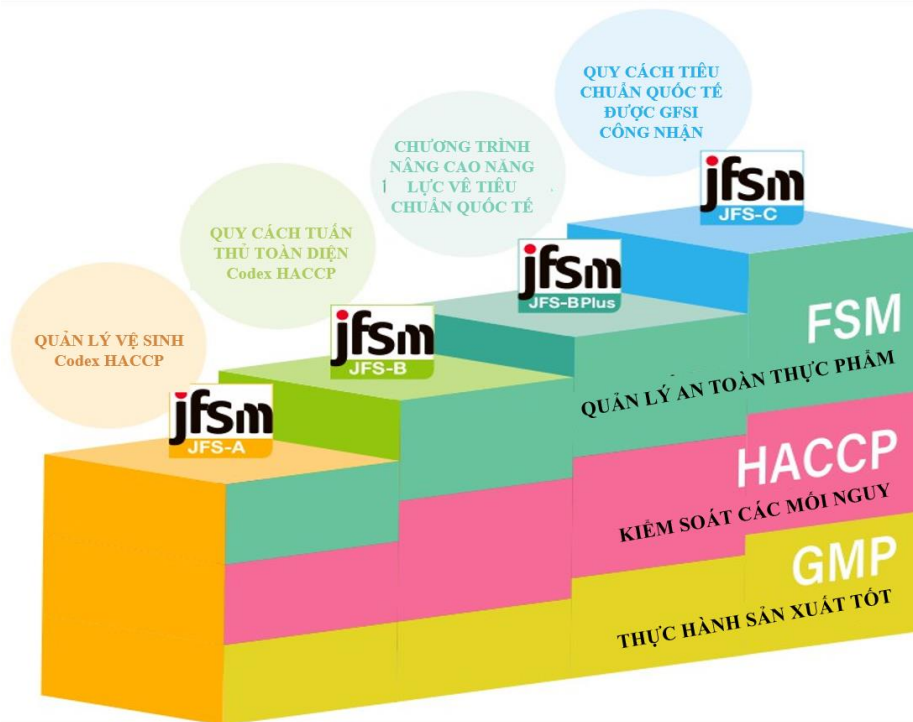 QUY CÁCH TIÊU
CHUẨN QUỐC TẾ
ĐƯỢC GFSI
CÔNG NHẬN
jfsm
JFS-C
CHƯƠNG TRÌNH
NÂNG CAO NĂNG
LỰC VỀ TIÊU
CHUẨN QUỐC TẾ
jfsm
JFS-BPlus
QUY CÁCH TUẤN
THỦ TOÀN DIỆN
Codex HACCP
jfsm
JFS-B
QUẢN LÝ VỆ SINH
Codex HACCP
jfsm
JFS-A
FSM
QUẢN LÝ AN TOÀN THỰC PHẨM
HACCP
KIỂM SOÁT CÁC MỐI NGUY
GMP
THỰC HÀNH SẢN XUẤT TỐT